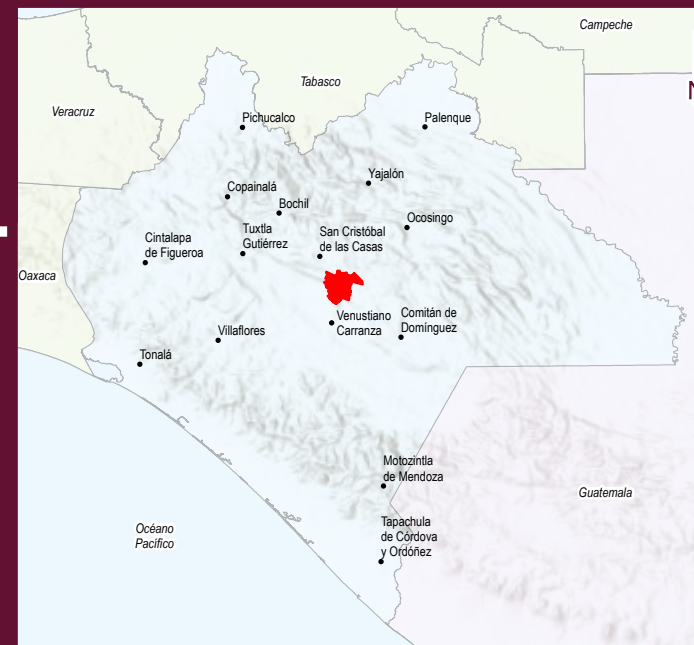 Campeche
Tabasco
N
Veracruz
Pichucalco
Palenque
Yajalón
Copainalá
Bochil
Ocosingo
Tuxtla
Gutiérrez
San Cristóbal
de las Casas
Cintalapa
de Figueroa
Oaxaca
Venustiano
Carranza
Comitán de
Domínguez
Villaflores
Tonalá
Motozintla
de Mendoza
Guatemala
Océano
Pacífico
Tapachula
de Córdova
y Ordóñez